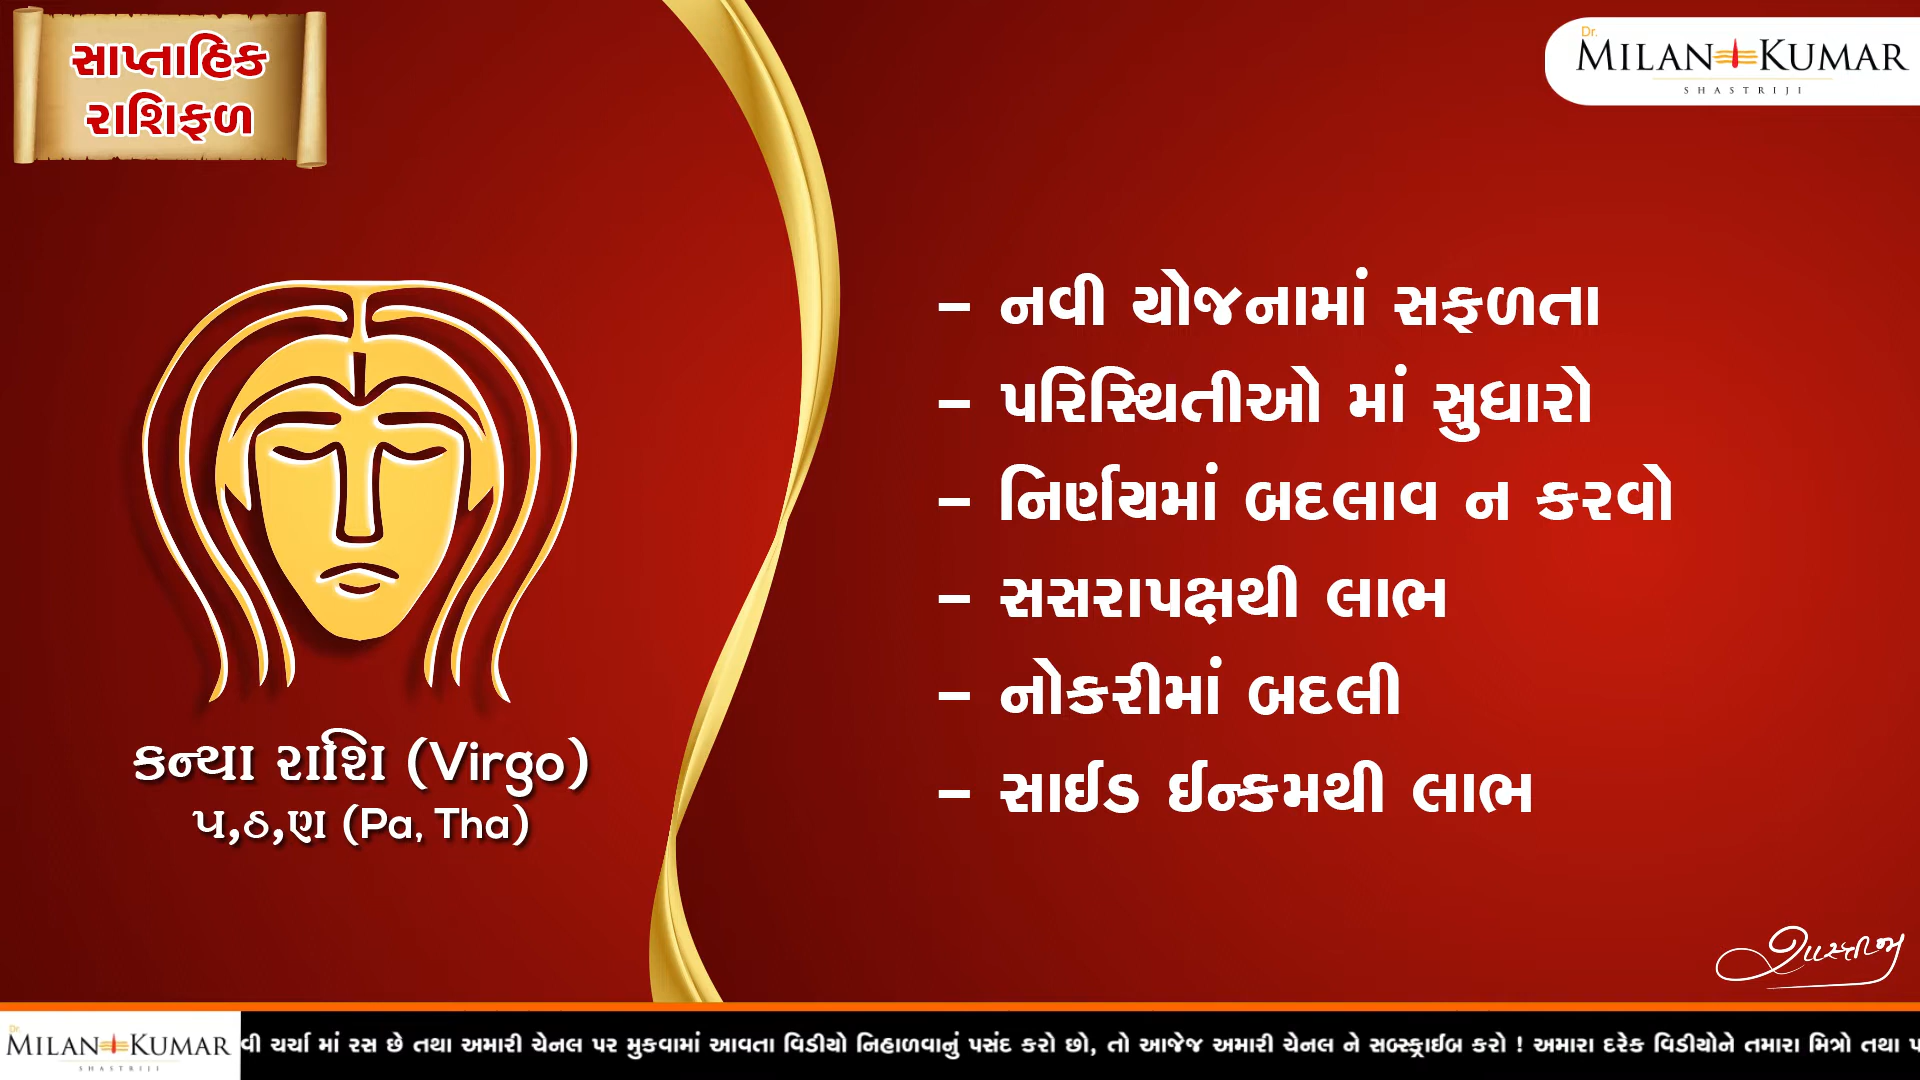 સાપ્તાહિક
રાશિફળ
Dr.
MILAN KUMAR
SHASTRIJI
– નવી યોજનામાં સફળતા
– પરિસ્થિતીઓ માં સુધારો
– નિર્ણયમાં બદલાવ ન કરવો
– સસરાપક્ષથી લાભ
– નોકરીમાં બદલી
– સાઈડ ઈન્કમથી લાભ
કન્યા રાશિ (Virgo)
પ,ઠ,ણ (Pa, Tha)
શાસ્ત્રીજી
Dr.
MILAN KUMAR
SHASTRIJI
વી ચર્ચા માં રસ છે તથા અમારી ચેનલ પર મુકવામાં આવતા વિડીયો નિહાળવાનું પસંદ કરો છો, તો આજેજ અમારી ચેનલ ને સબ્સ્ક્રાઈબ કરો ! અમારા દરેક વિડીયોને તમારા મિત્રો તથા પ